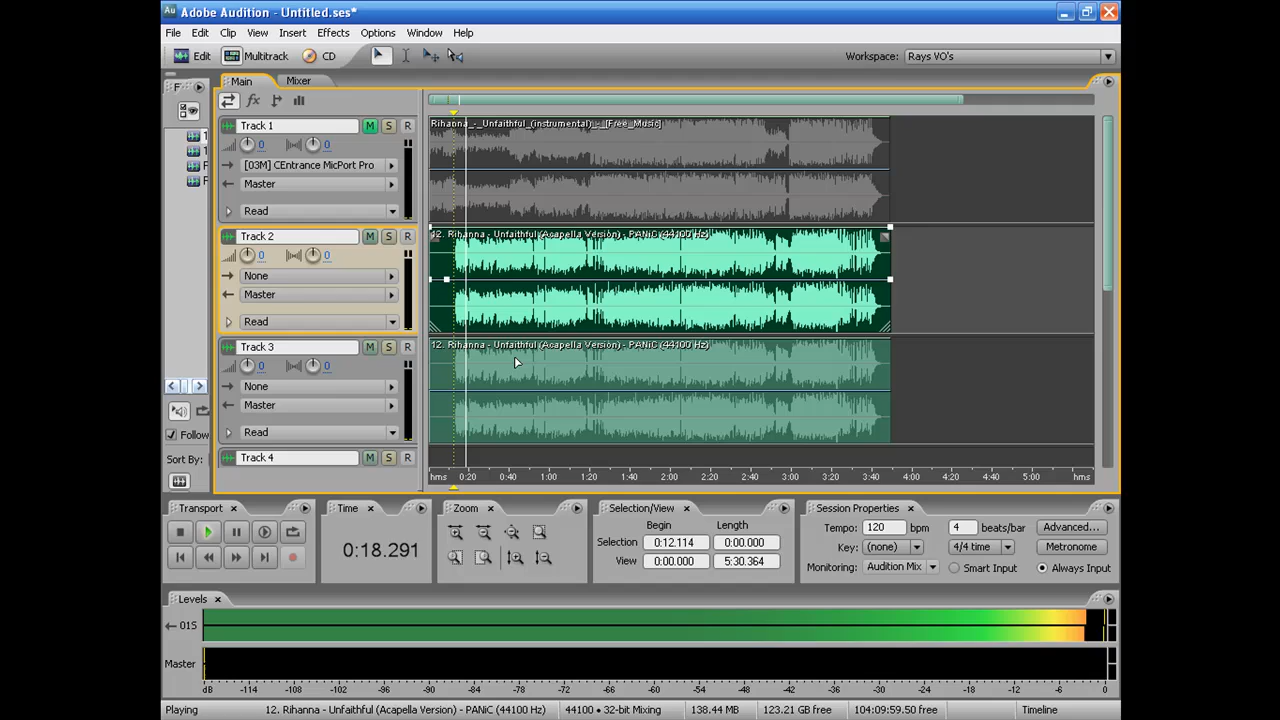 Au Adobe Audition - Untitled.ses*
File Edit Clip View Insert Effects Options Window Help
Edit Multitrack CD Workspace: Rays VO's
F Main Mixer
fx
Track 1 M S R Rihanna_-_Unfaithful_(instrumental)_-_[Free_Music]
0 0
[03M] CEntrance MicPort Pro
Master
Read
Track 2 M S R 12. Rihanna - Unfaithful (Acapella Version) - PANiC (44100 Hz)
0 0
None
Master
Read
Track 3 M S R 12. Rihanna - Unfaithful (Acapella Version) - PANiC (44100 Hz)
0 0
None
Master
Follow
Read
Sort By:
Track 4 M S R
hms 0:20 0:40 1:00 1:20 1:40 2:00 2:20 2:40 3:00 3:20 3:40 4:00 4:20 4:40 5:00 hms
Transport Time Zoom Selection/View Session Properties
Begin Length
Tempo: 120 bpm 4 beats/bar Advanced...
Selection 0:12.114 0:00.000
0:18.291
Key: (none) 4/4 time Metronome
View 0:00.000 5:30.364
Monitoring: Audition Mix Smart Input Always Input
Levels
01S
Master
dB -114 -108 -102 -96 -90 -84 -78 -72 -66 -60 -54 -48 -42 -36 -30 -24 -18 -12 -6 0
Playing 12. Rihanna - Unfaithful (Acapella Version) - PANiC (44100 Hz) 44100 • 32-bit Mixing 138.44 MB 123.21 GB free 104:09:59.50 free Timeline